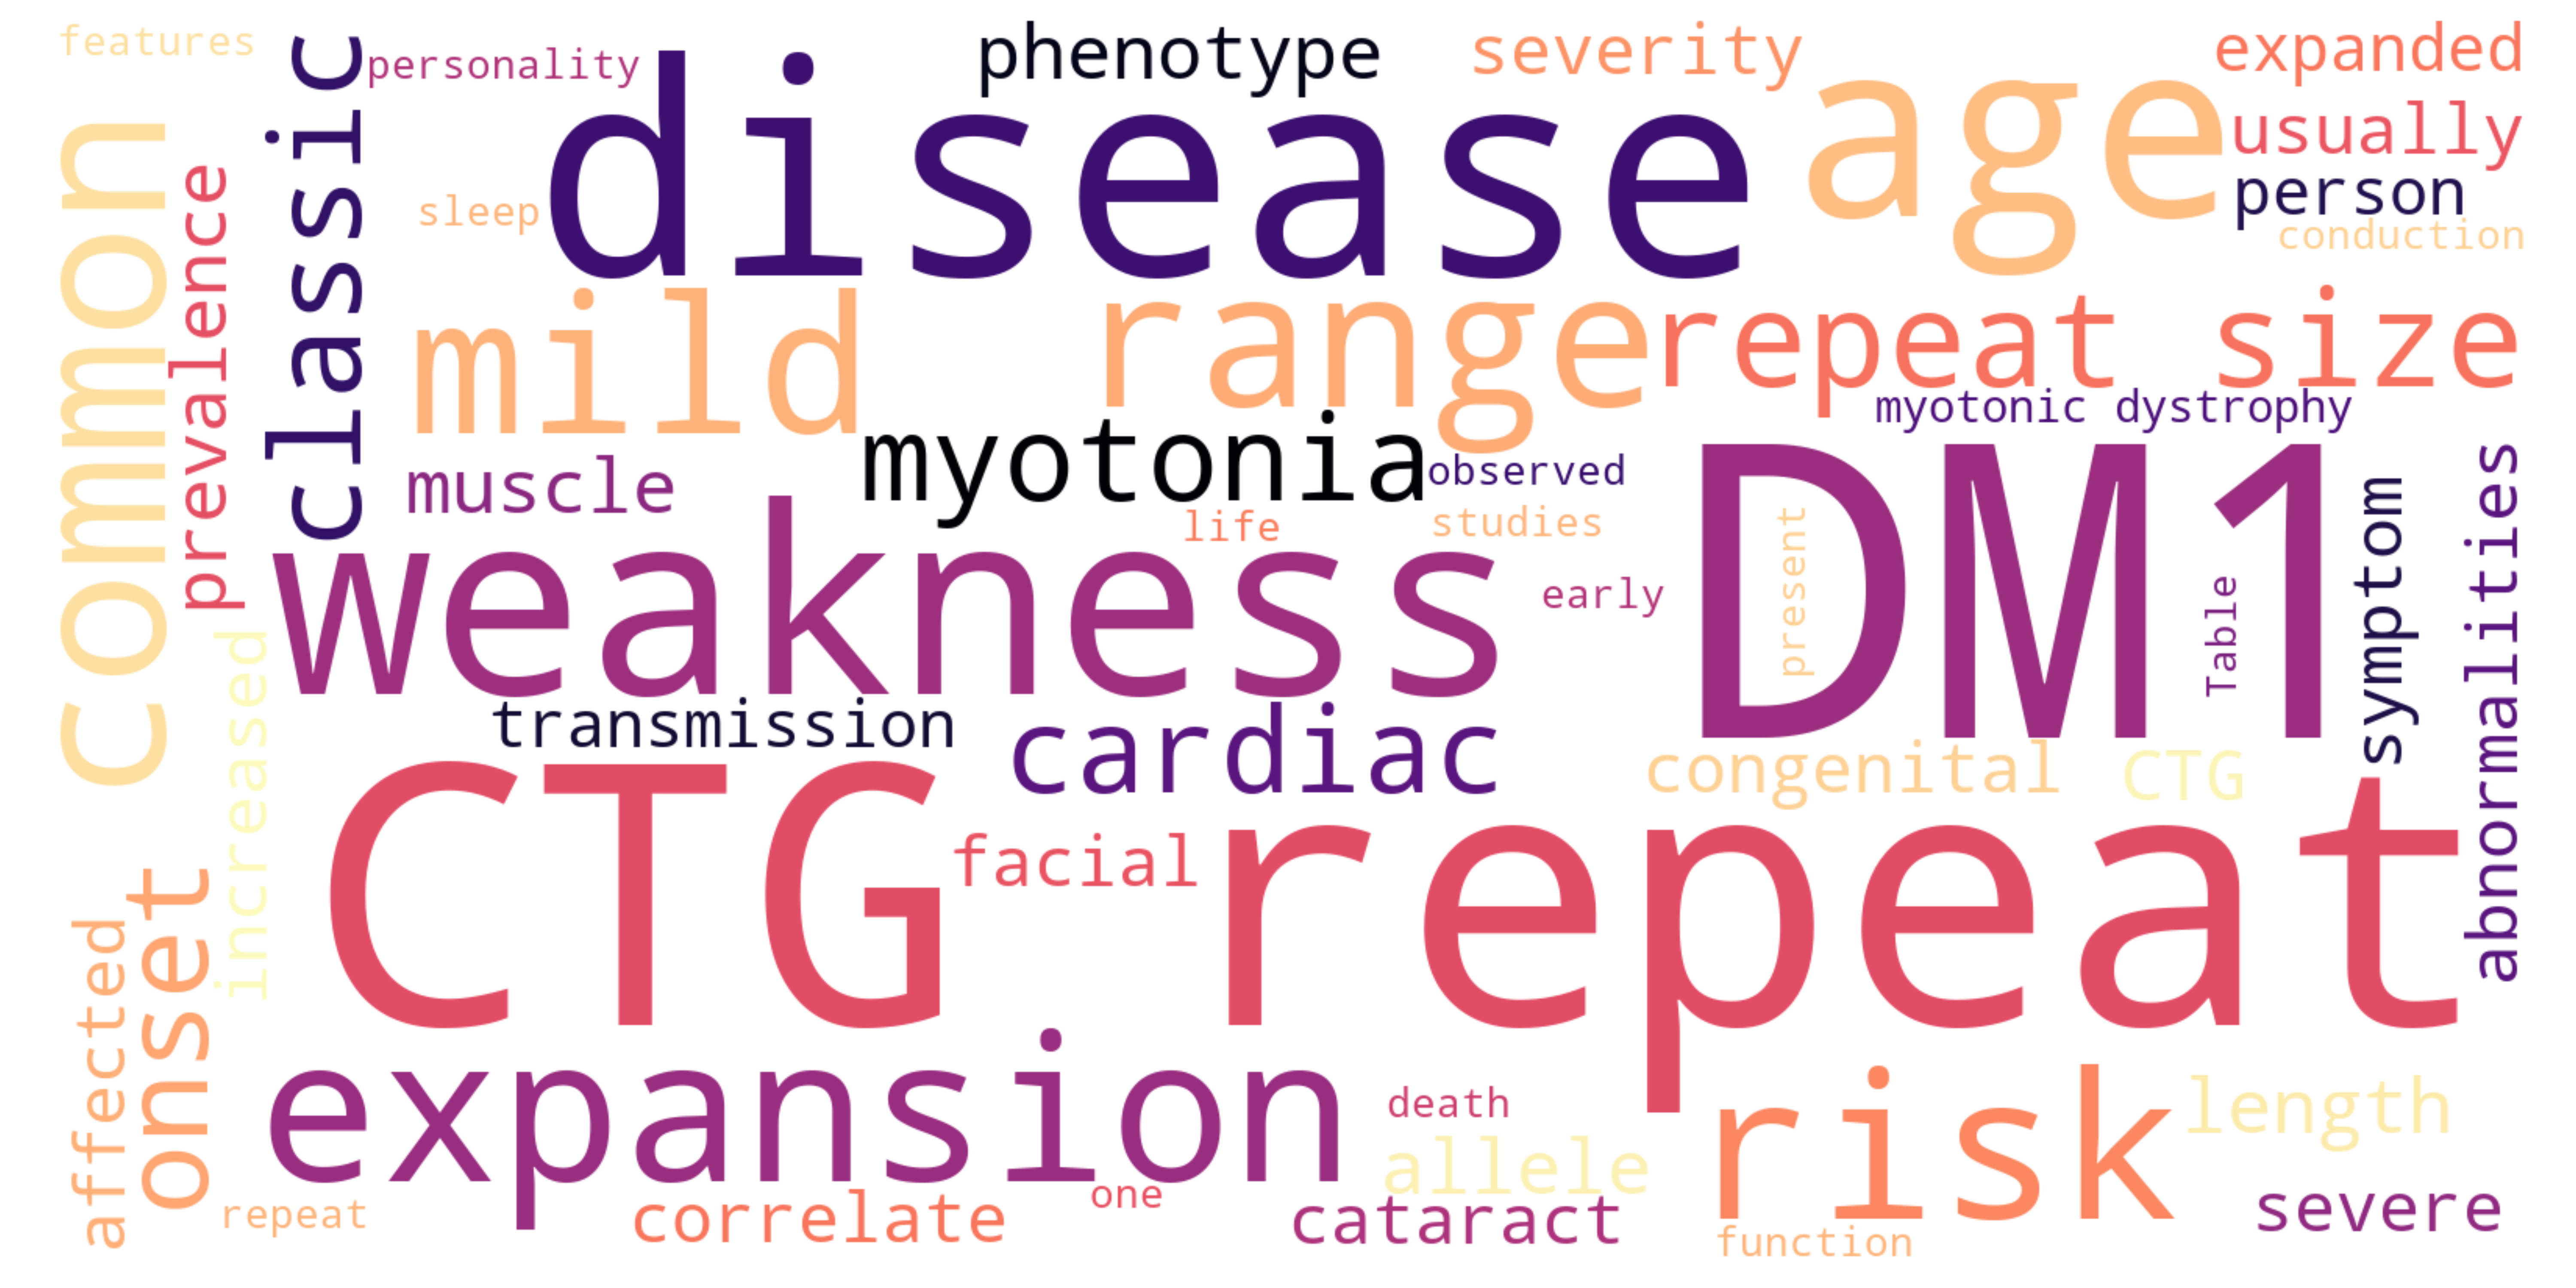 features
personality
phenotype
severity
expanded
disease
age
usually
person
conduction
common
prevalence
classic
sleep
mild
range
repeat size
myotonic dystrophy
myotonia
muscle
observed
studies
life
weakness
early
DM1
present
Table
symptom
abnormalities
increased
transmission
cardiac
congenital
CTG
CTG repeat
facial
affected
onset
expansion
death
risk
length
allele
repeat
correlate
one
cataract
function
severe